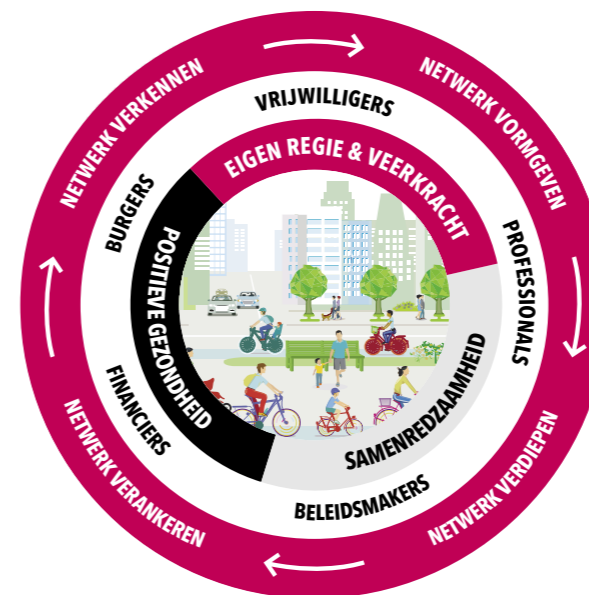 NETWERK VERKENNEN
NETWERK VORMGEVEN
NETWERK VERDIEPEN
NETWERK VERANKEREN
VRIJWILLIGERS
PROFESSIONALS
BELEIDSMAKERS
FINANCIERS
BURGERS
EIGEN REGIE & VEERKRACHT
SAMENREDZAAMHEID
POSITIEVE GEZONDHEID